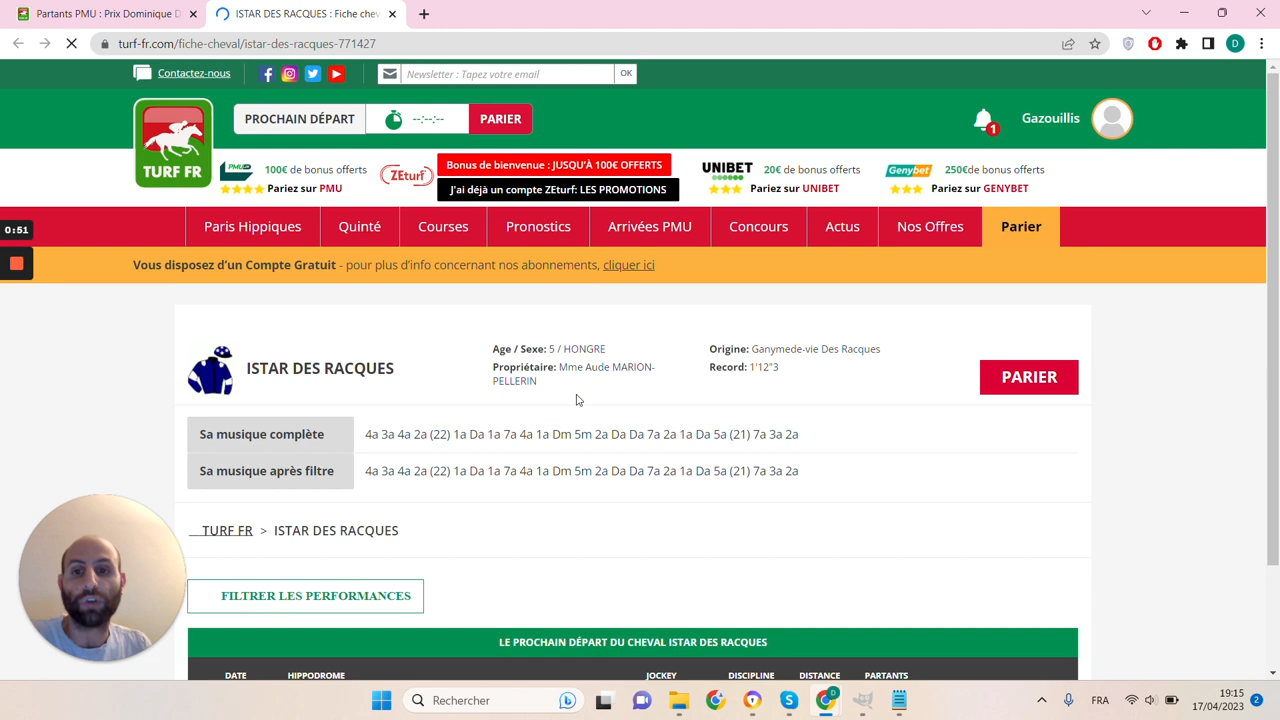 Partants PMU : Prix Dominique D
ISTAR DES RACQUES : Fiche chev
turf-fr.com/fiche-cheval/istar-des-racques-771427
D
Contactez-nous
Newsletter : Tapez votre email
OK
PROCHAIN DÉPART
--:--:--
PARIER
1
Gazouillis
TURF FR
PMU
100€ de bonus offerts
Pariez sur PMU
ZEturf
Bonus de bienvenue : JUSQU'À 100€ OFFERTS
J'ai déjà un compte ZEturf: LES PROMOTIONS
UNIBET
20€ de bonus offerts
Pariez sur UNIBET
Genybet
250€de bonus offerts
Pariez sur GENYBET
0:51
Paris Hippiques
Quinté
Courses
Pronostics
Arrivées PMU
Concours
Actus
Nos Offres
Parier
Vous disposez d'un Compte Gratuit - pour plus d'info concernant nos abonnements, cliquer ici
ISTAR DES RACQUES
Age / Sexe: 5 / HONGRE
Propriétaire: Mme Aude MARION-
PELLERIN
Origine: Ganymede-vie Des Racques
Record: 1'12"3
PARIER
Sa musique complète
4a 3a 4a 2a (22) 1a Da 1a 7a 4a 1a Dm 5m 2a Da Da 7a 2a 1a Da 5a (21) 7a 3a 2a
Sa musique après filtre
4a 3a 4a 2a (22) 1a Da 1a 7a 4a 1a Dm 5m 2a Da Da 7a 2a 1a Da 5a (21) 7a 3a 2a
TURF FR > ISTAR DES RACQUES
FILTRER LES PERFORMANCES
LE PROCHAIN DÉPART DU CHEVAL ISTAR DES RACQUES
DATE
HIPPODROME
JOCKEY
DISCIPLINE
DISTANCE
PARTANTS
Rechercher
D
FRA
19:15
17/04/2023
2